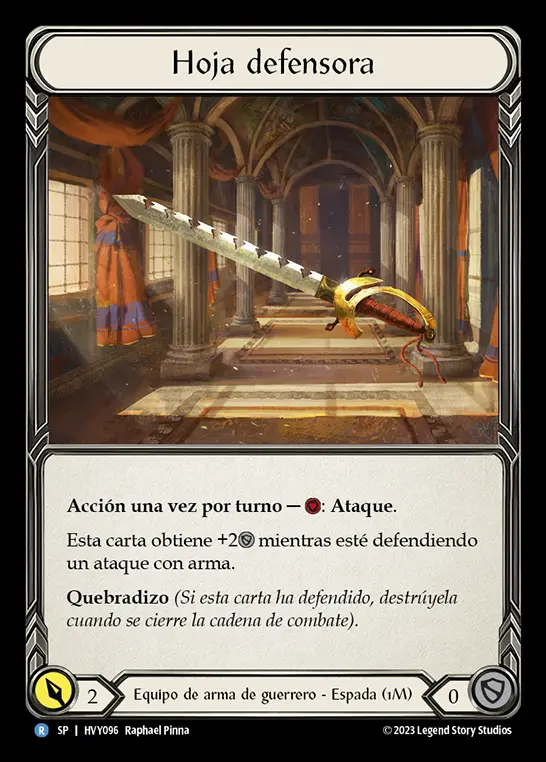 Hoja defensora
Acción una vez por turno — : Ataque.
Esta carta obtiene +2 mientras esté defendiendo
un ataque con arma.
Quebradizo (Si esta carta ha defendido, destrúyela
cuando se cierre la cadena de combate).
2
Equipo de arma de guerrero - Espada (1M)
0
R SP | HVY096 Raphael Pinna
©2023 Legend Story Studios